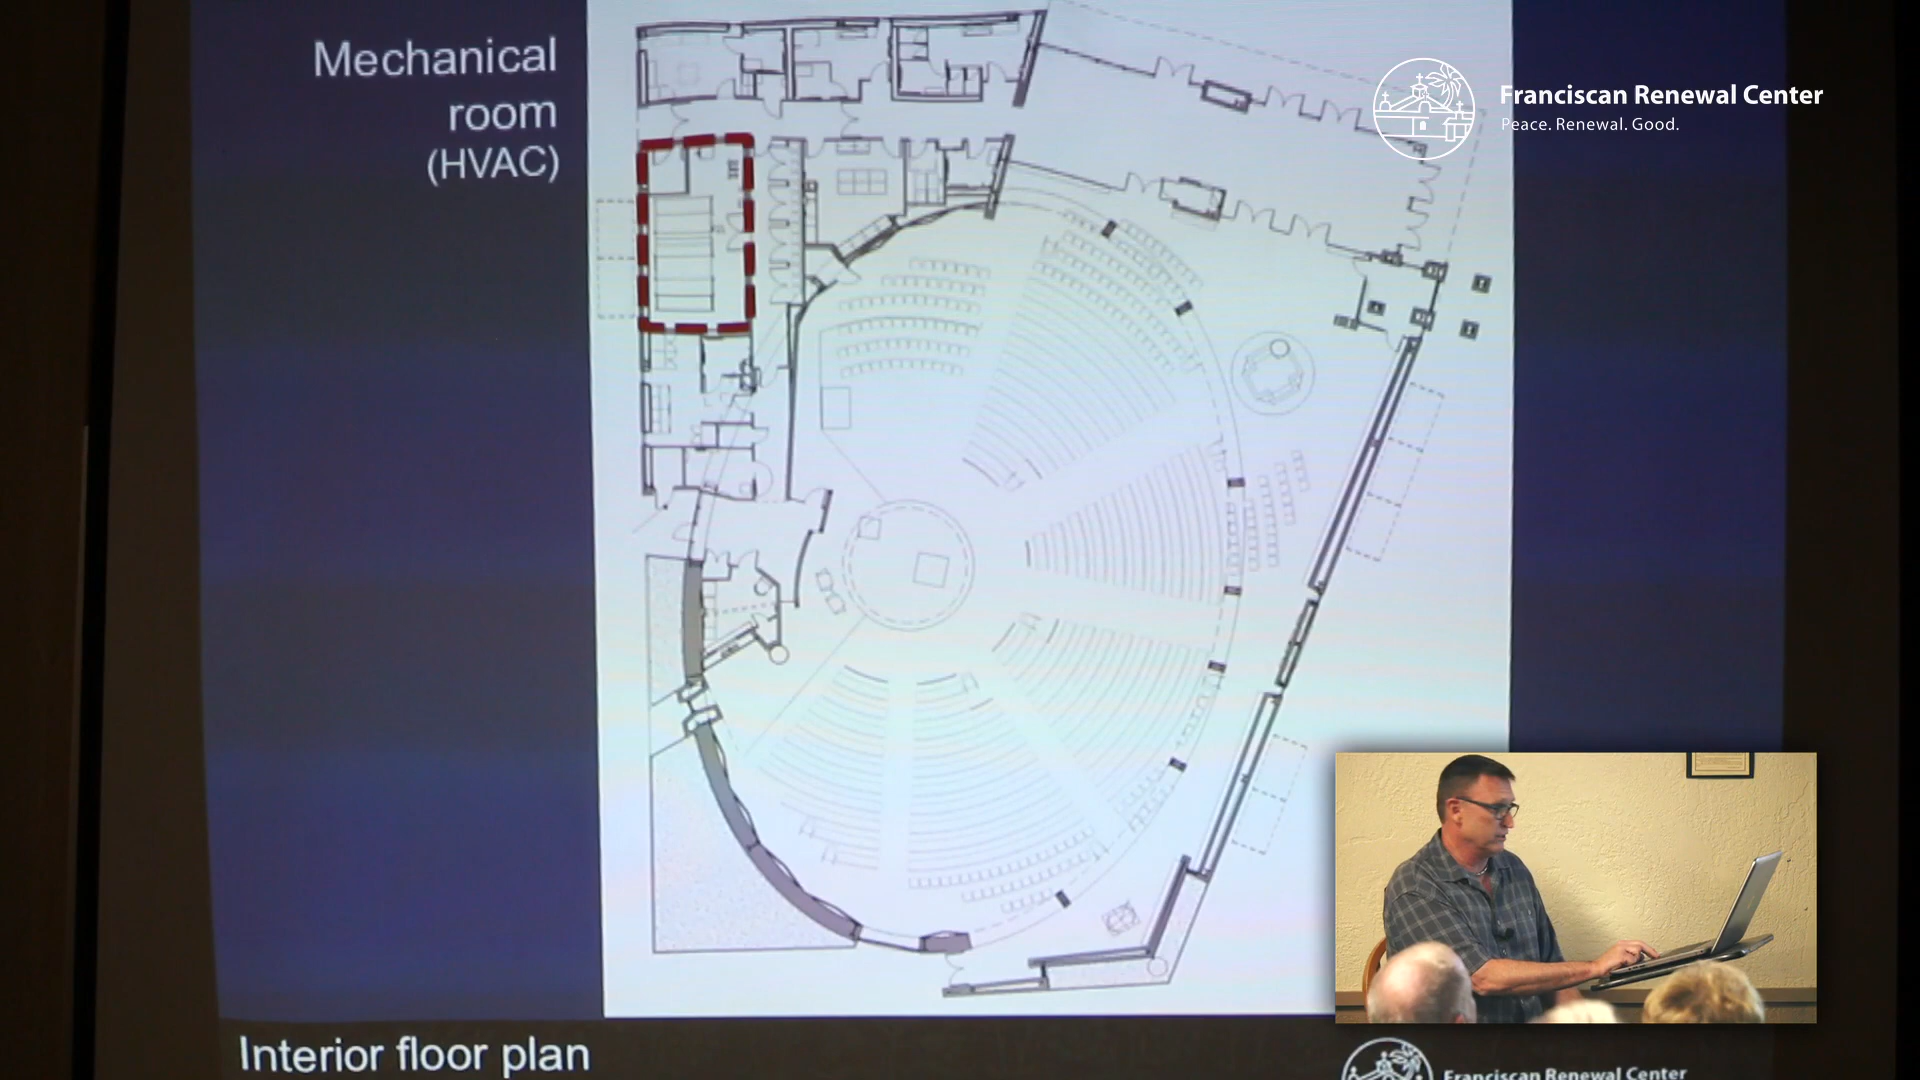 Mechanical
room
(HVAC)
Franciscan Renewal Center
Peace. Renewal. Good.
Interior floor plan
Franciscan Renewal Center